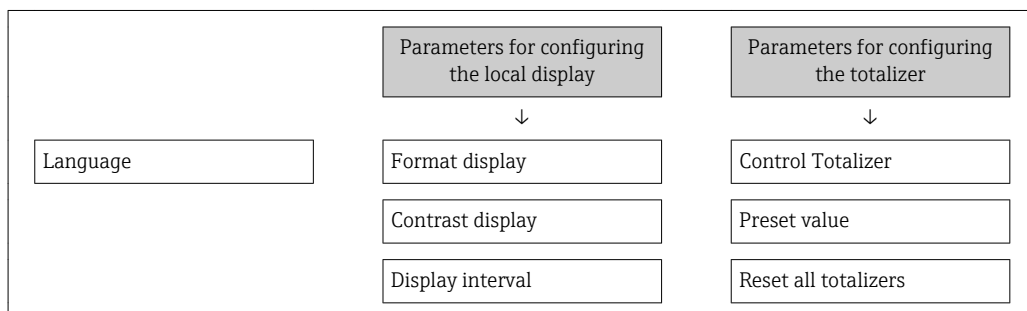 Parameters for configuring
the local display
Parameters for configuring
the totalizer
↓
↓
Language
Format display
Control Totalizer
Contrast display
Preset value
Display interval
Reset all totalizers